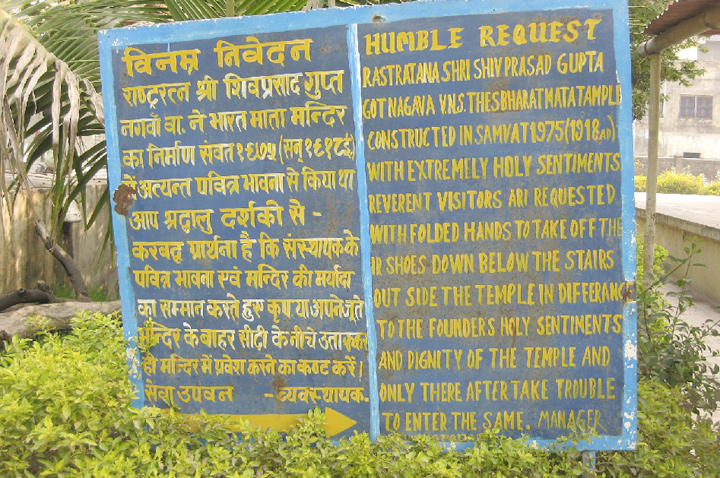 विनम्र निवेदन
राष्ट्ररत्न श्री शिवप्रसाद गुप्त
नगवाँ वा. ने भारत माता मन्दिर
का निर्माण संवत १९७५ (सन् १९१८ई)
में अत्यन्त पवित्र भावना से किया था
आप श्रद्धालु दर्शकों से -
करबद्ध प्रार्थना है कि संस्थापक के
पवित्र भावना एवं मन्दिर की मर्यादा
का सम्मान करते हुए कृपया अपने जूते
मन्दिर के बाहर सीढ़ी के नीचे उतारकर
ही मन्दिर में प्रवेश करने का कष्ट करें।
सेवा उपवन - व्यवस्थापक
HUMBLE REQUEST
RASTRATANA SHRI SHIV PRASAD GUPTA
GOT NAGAVA V.N.S. THES BHARAT MATA TAMPLE
CONSTRUCTED IN SAMVAT 1975 (1918, AD)
WITH EXTREMELY HOLY SENTIMENTS
REVERENT VISITORS ARI REQUESTED
WITH FOLDED HANDS TO TAKE OFF THE
IR SHOES DOWN BELOW THE STAIRS
OUT SIDE THE TEMPLE IN DIFFERANC
TO THE FOUNDERS HOLY SENTIMENTS
AND DIGNITY OF THE TEMPLE AND
ONLY THERE AFTER TAKE TROUBLE
TO ENTER THE SAME. MANAGER